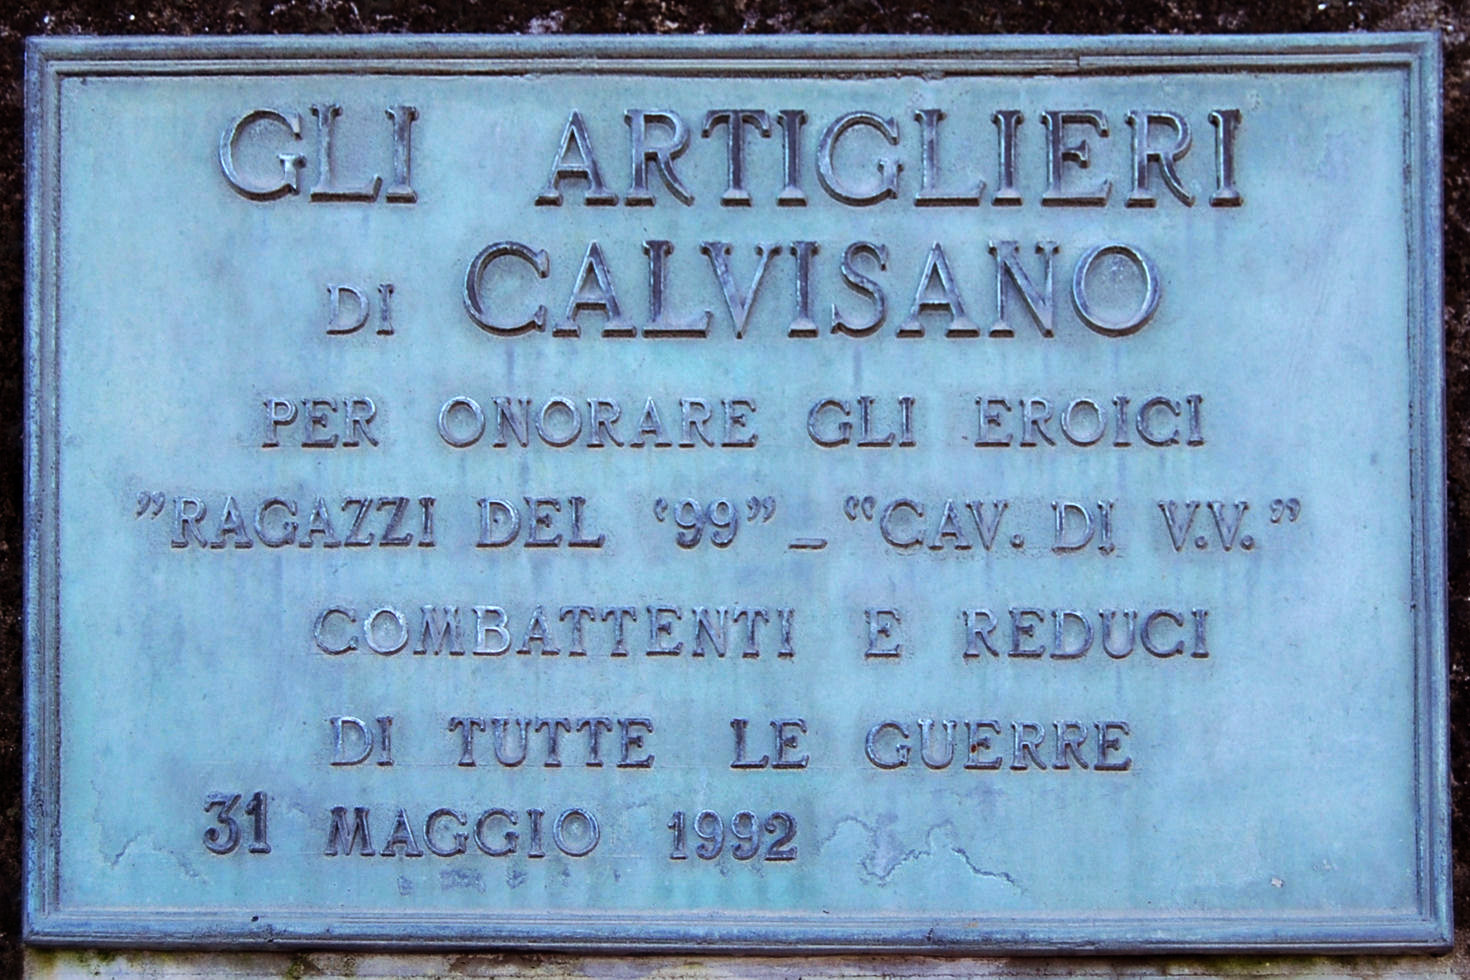 GLI ARTIGLIERI
DI CALVISANO
PER ONORARE GLI EROICI
"RAGAZZI DEL '99" - "CAV. DI V.V."
COMBATTENTI E REDUCI
DI TUTTE LE GUERRE
31 MAGGIO 1992